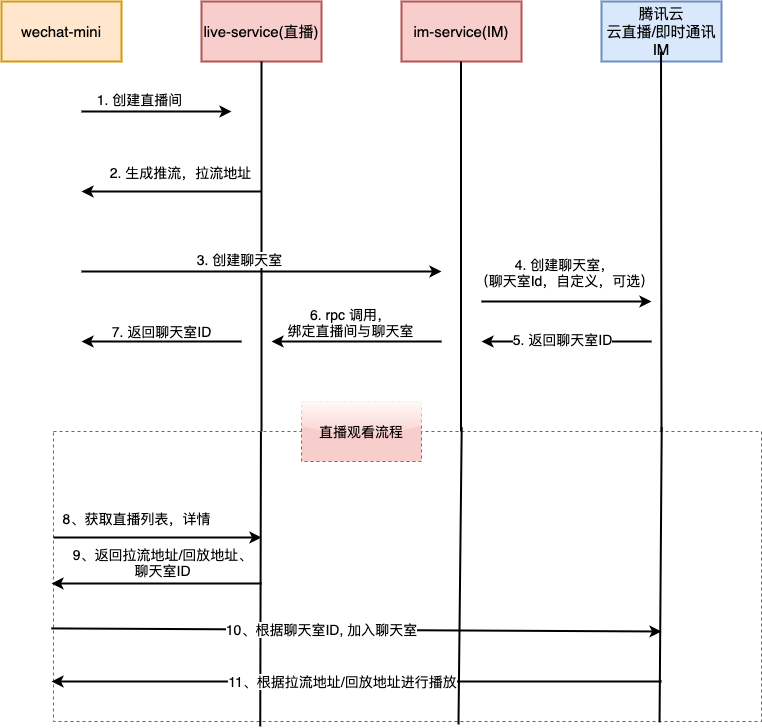 wechat-mini
live-service(直播)
im-service(IM)
腾讯云
云直播/即时通讯
IM
1. 创建直播间
2. 生成推流，拉流地址
3. 创建聊天室
4. 创建聊天室，
（聊天室Id，自定义，可选）
5. 返回聊天室ID
6. rpc 调用，
绑定直播间与聊天室
7. 返回聊天室ID
直播观看流程
8、获取直播列表，详情
9、返回拉流地址/回放地址、
聊天室ID
10、根据聊天室ID, 加入聊天室
11、根据拉流地址/回放地址进行播放